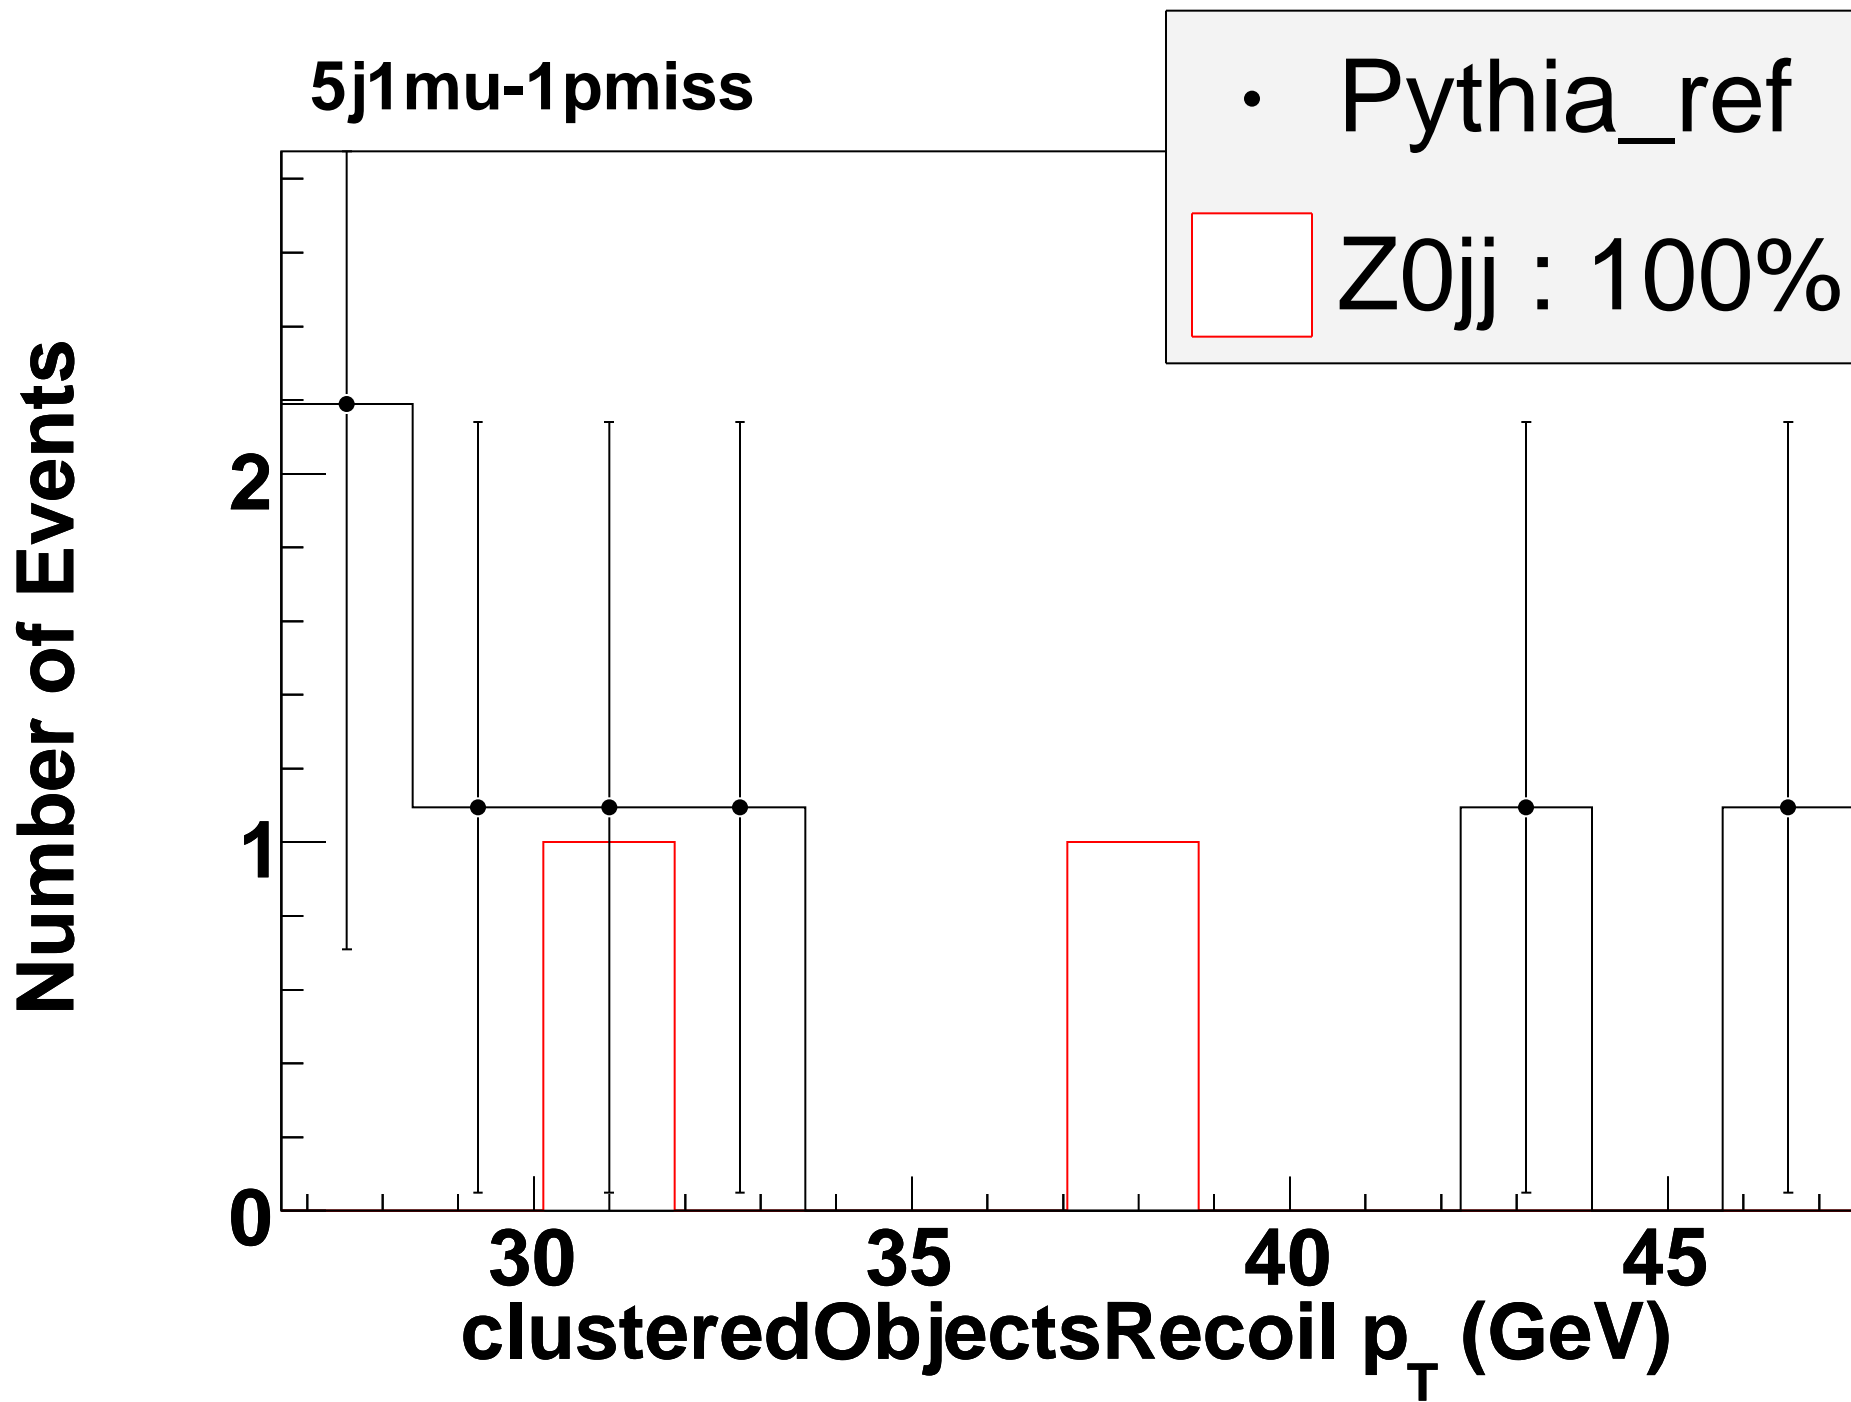 5j1mu-1pmiss
Pythia_ref
Z0jj : 100%
Number of Events
2
1
0
30 35 40 45
clusteredObjectsRecoil p_T (GeV)